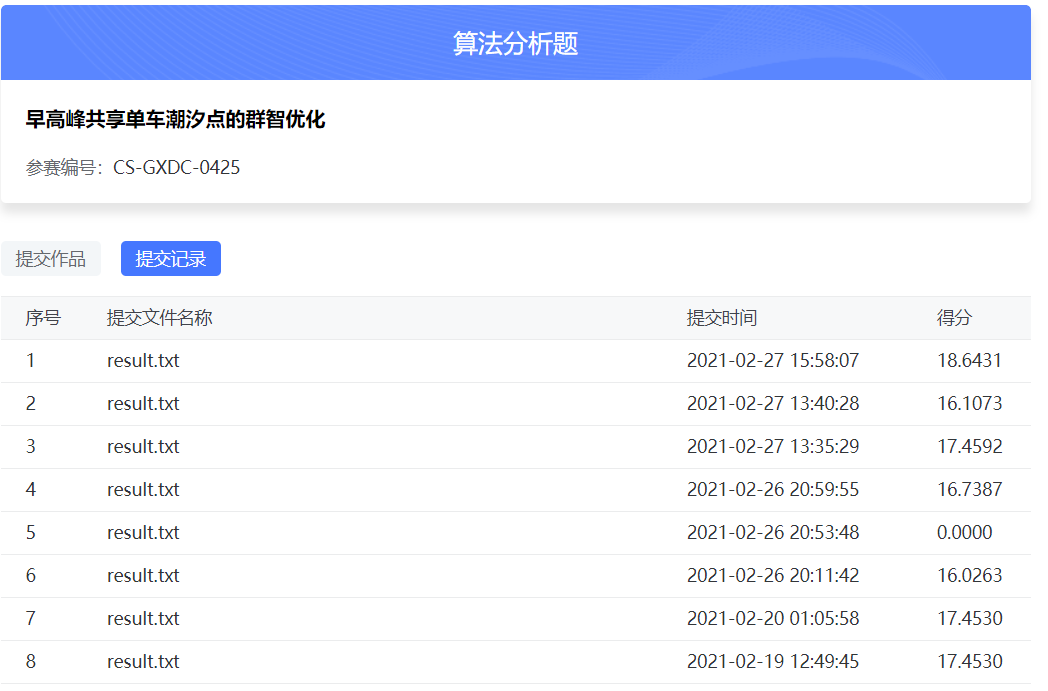 算法分析题
早高峰共享单车潮汐点的群智优化
参赛编号：CS-GXDC-0425
提交作品 提交记录
序号 提交文件名称 提交时间 得分
1 result.txt 2021-02-27 15:58:07 18.6431
2 result.txt 2021-02-27 13:40:28 16.1073
3 result.txt 2021-02-27 13:35:29 17.4592
4 result.txt 2021-02-26 20:59:55 16.7387
5 result.txt 2021-02-26 20:53:48 0.0000
6 result.txt 2021-02-26 20:11:42 16.0263
7 result.txt 2021-02-20 01:05:58 17.4530
8 result.txt 2021-02-19 12:49:45 17.4530